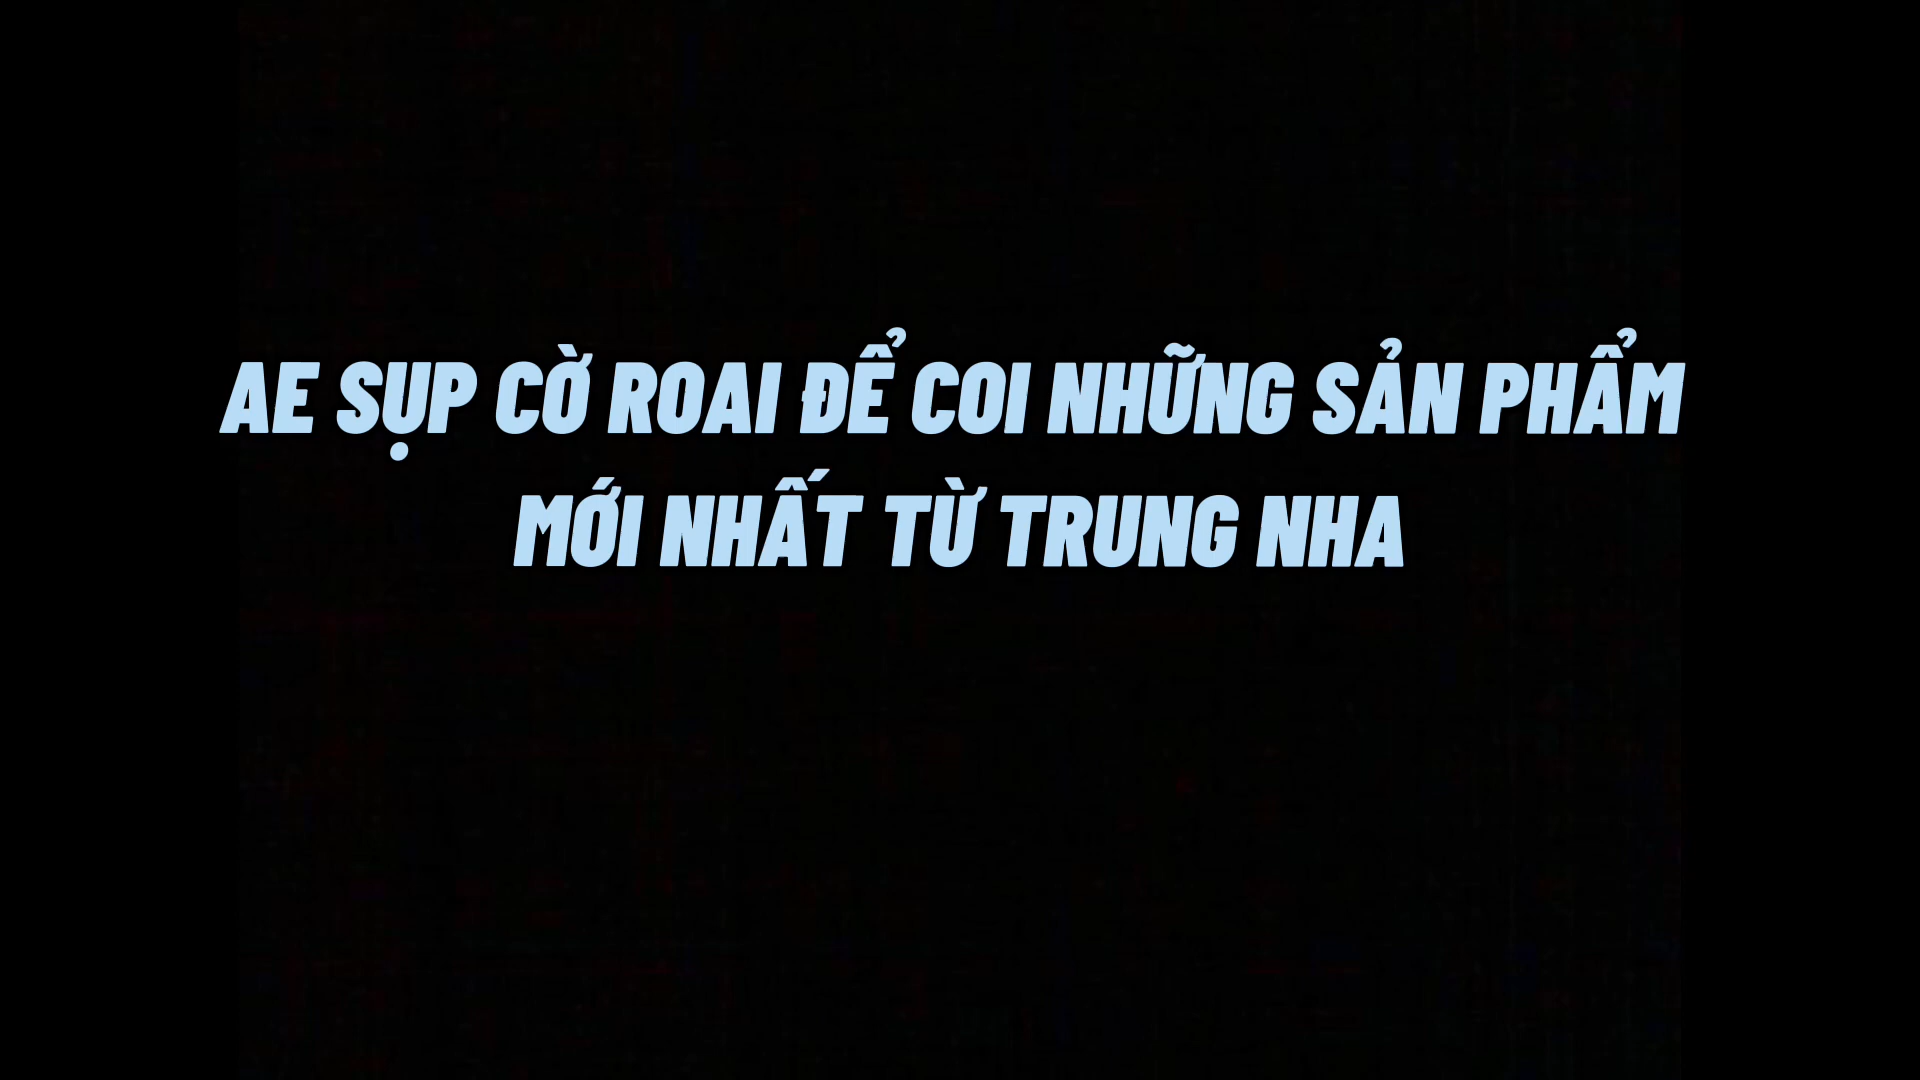 AE SỤP CỜ ROAI ĐỂ COI NHỮNG SẢN PHẨM
MỚI NHẤT TỪ TRUNG NHA